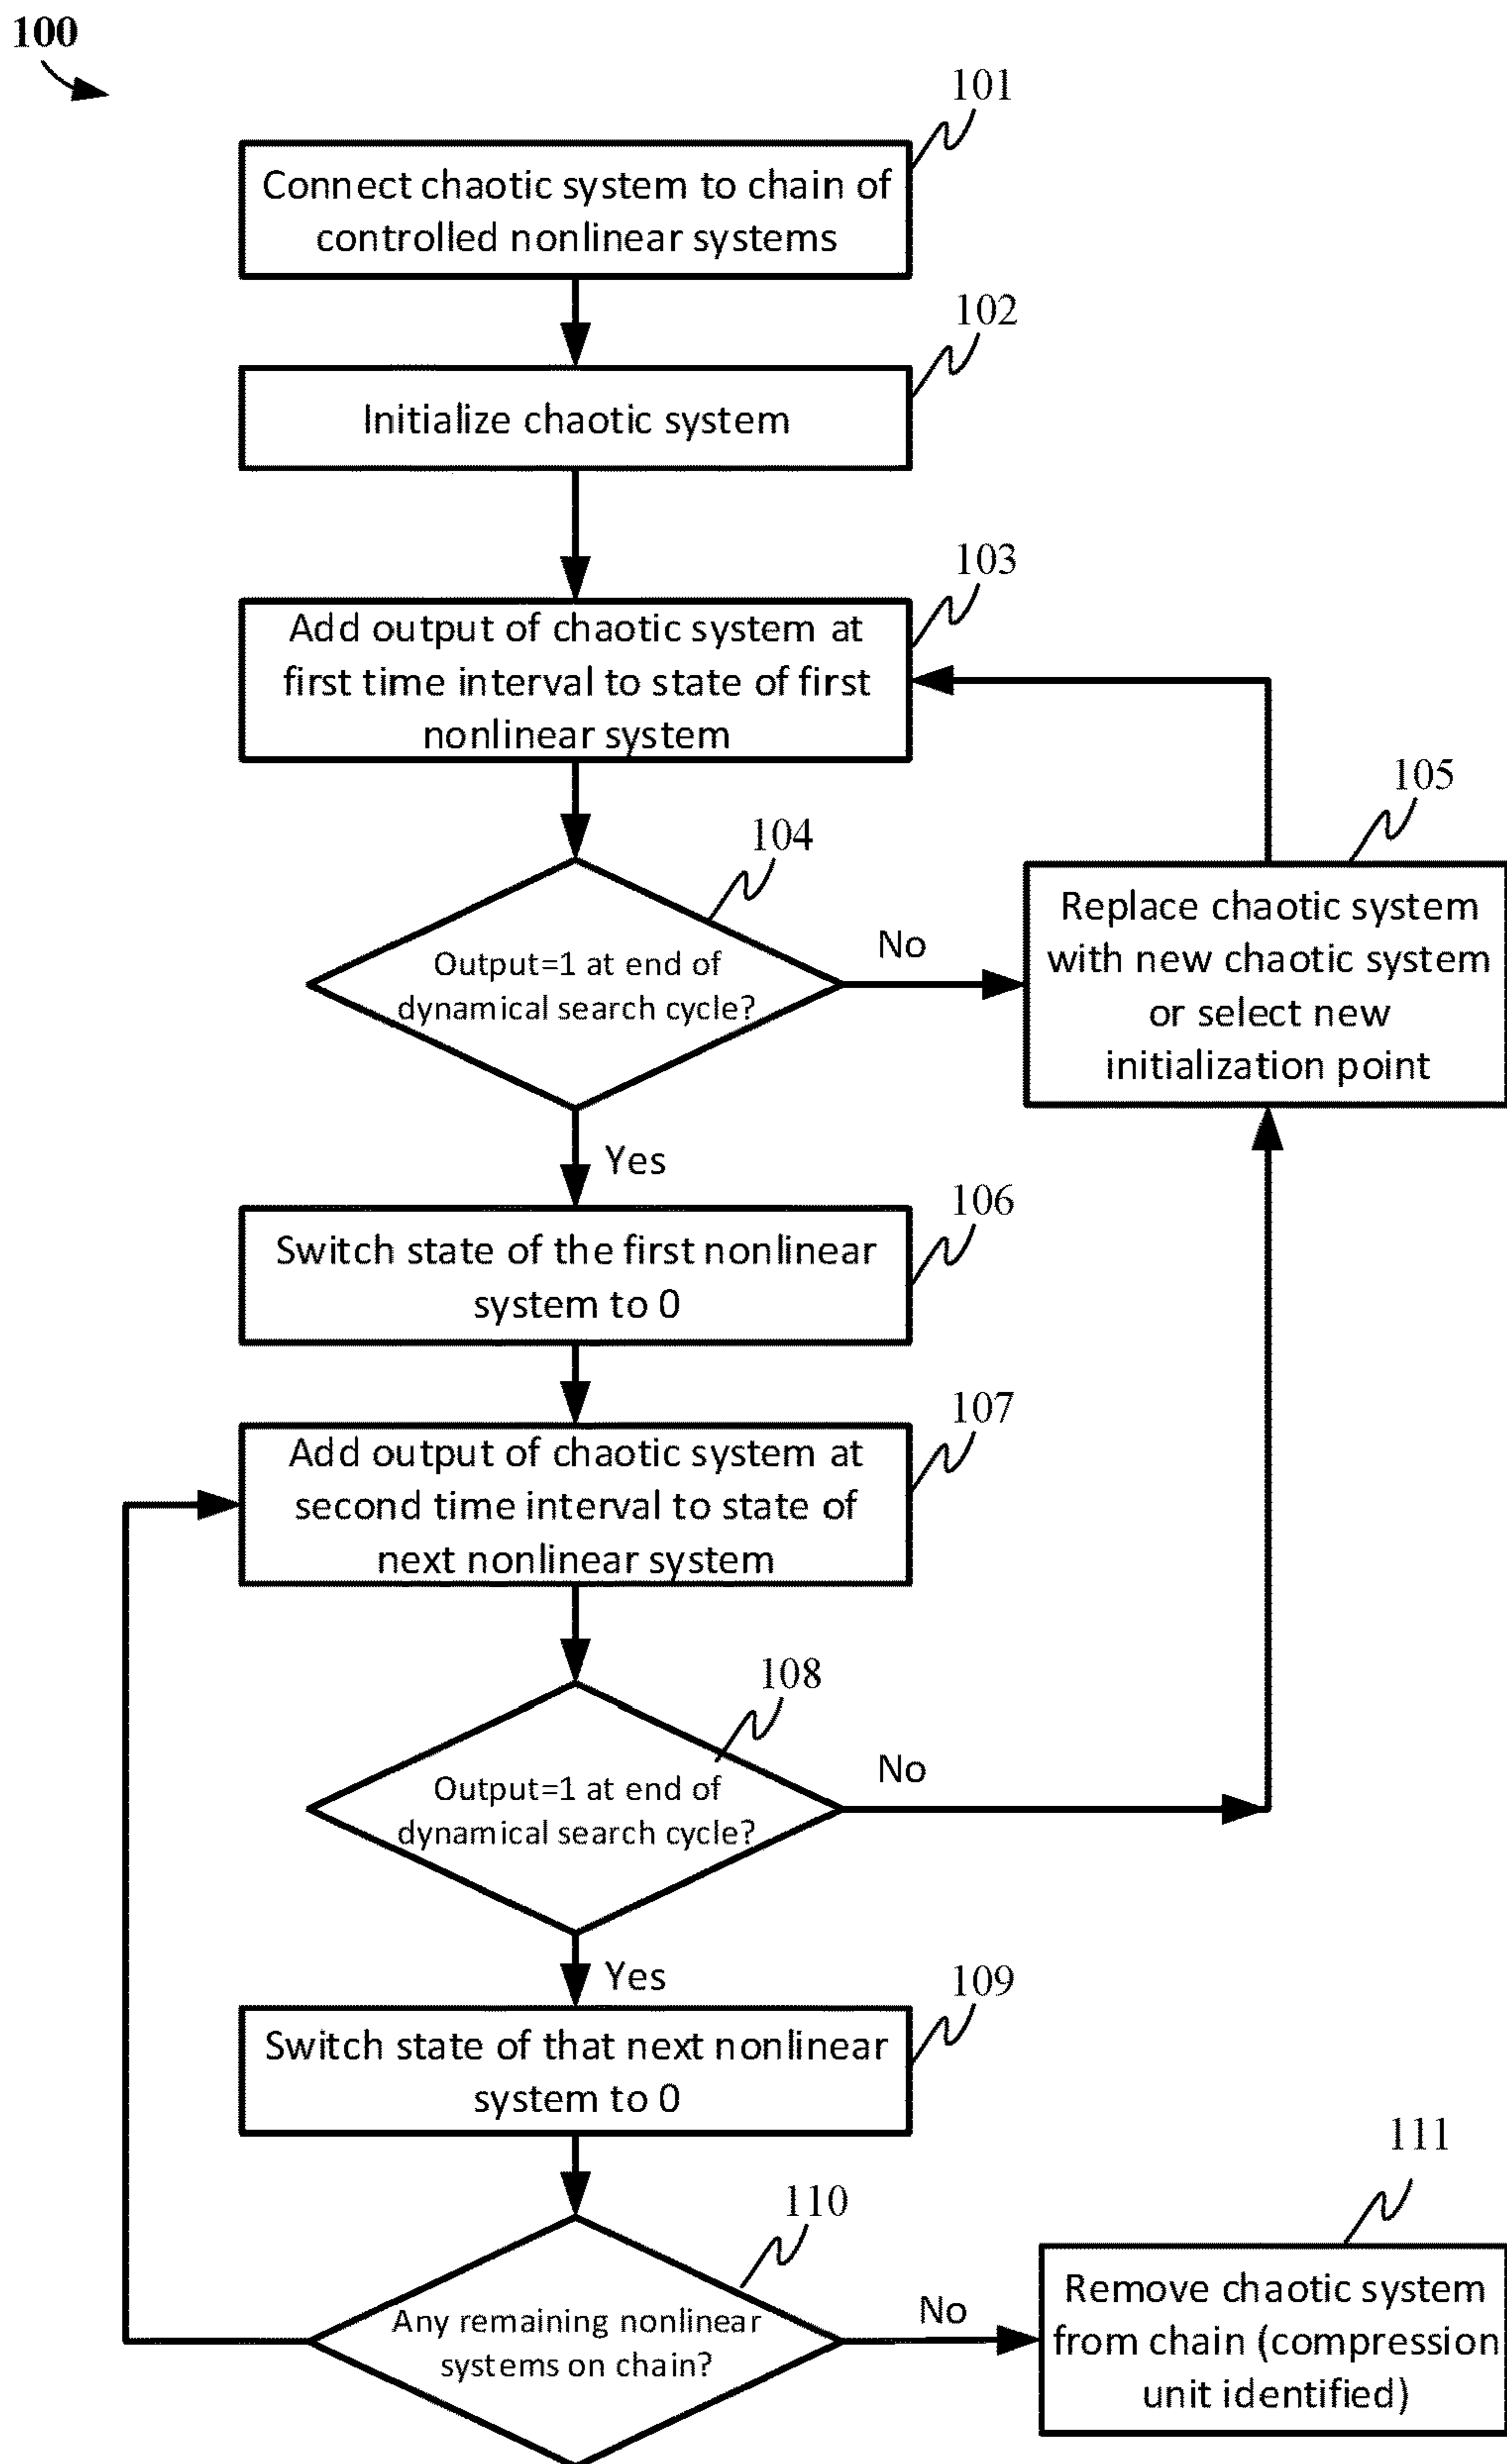 100
101
Connect chaotic system to chain of
controlled nonlinear systems
102
Initialize chaotic system
103
Add output of chaotic system at
first time interval to state of first
nonlinear system
104
Output=1 at end of
dynamical search cycle?
No
105
Replace chaotic system
with new chaotic system
or select new
initialization point
Yes
106
Switch state of the first nonlinear
system to 0
107
Add output of chaotic system at
second time interval to state of
next nonlinear system
108
Output=1 at end of
dynamical search cycle?
No
Yes
109
Switch state of that next nonlinear
system to 0
110
Any remaining nonlinear
systems on chain?
No
111
Remove chaotic system
from chain (compression
unit identified)